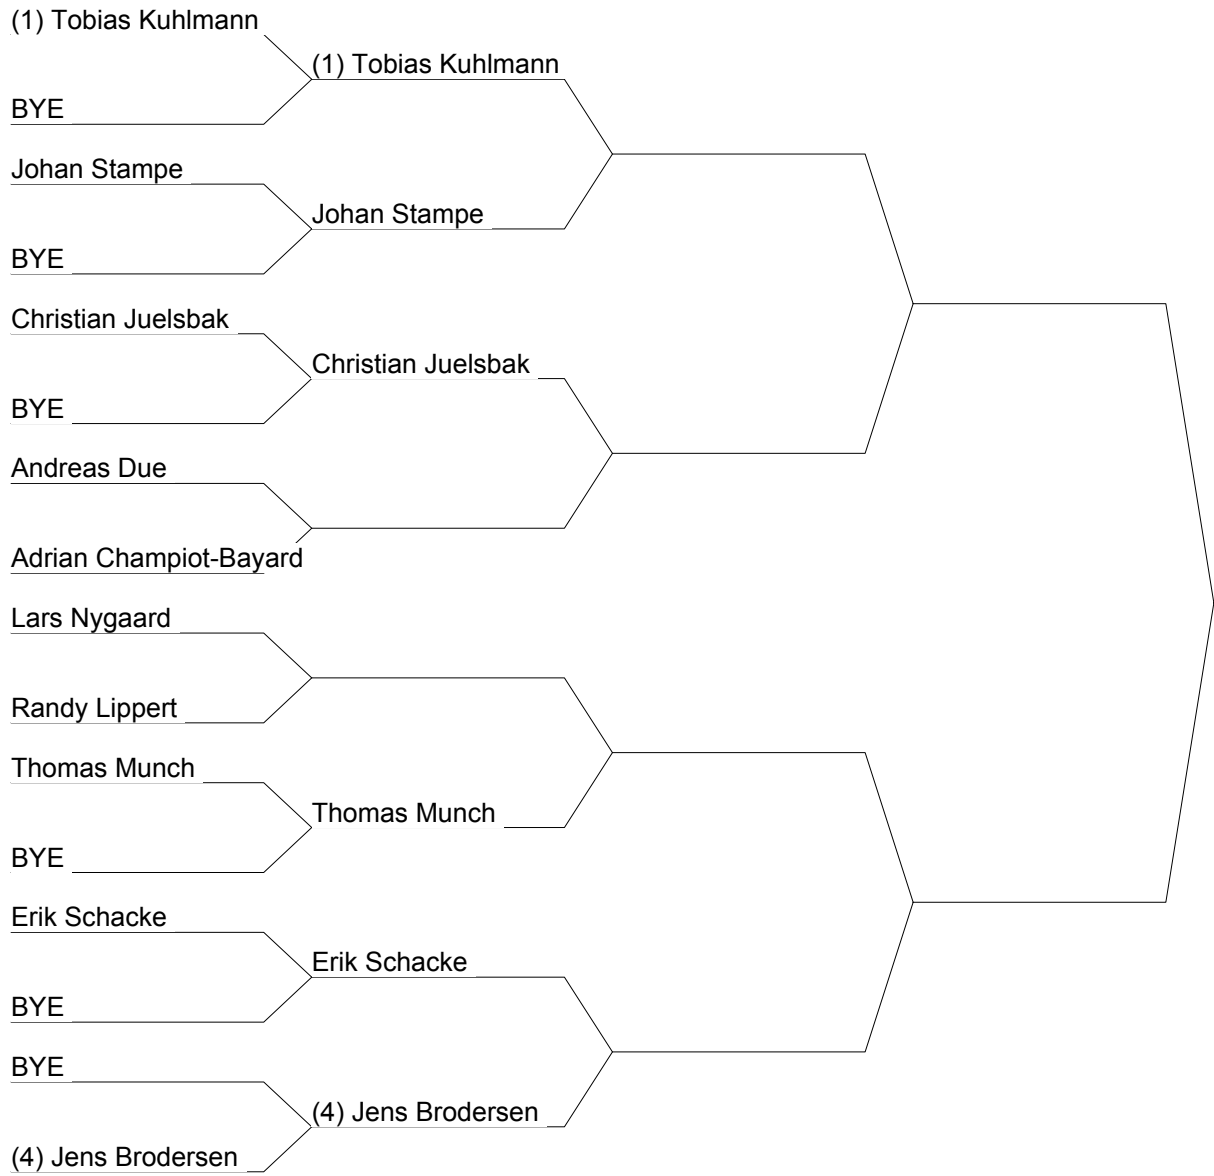 (1) Tobias Kuhlmann
(1) Tobias Kuhlmann
BYE
Johan Stampe
Johan Stampe
BYE
Christian Juelsbak
Christian Juelsbak
BYE
Andreas Due
Adrian Champiot-Bayard
Lars Nygaard
Randy Lippert
Thomas Munch
Thomas Munch
BYE
Erik Schacke
Erik Schacke
BYE
BYE
(4) Jens Brodersen
(4) Jens Brodersen